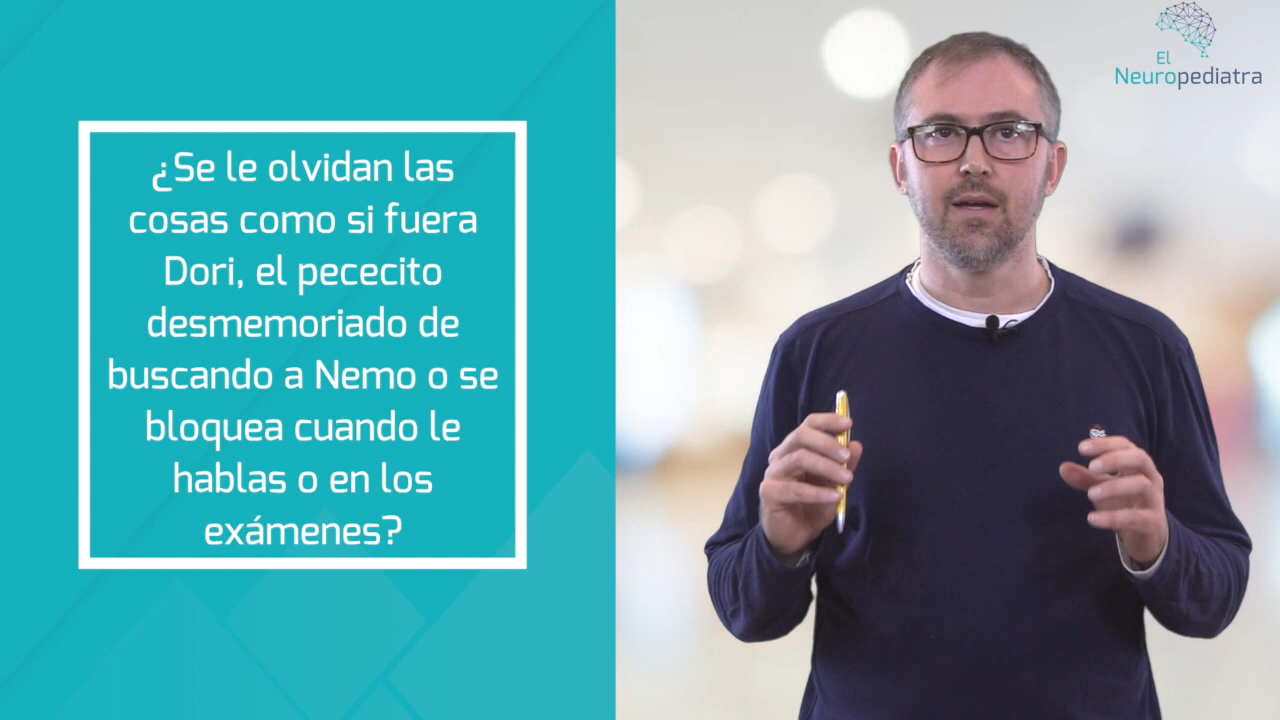 ¿Se le olvidan las
cosas como si fuera
Dori, el pececito
desmemoriado de
buscando a Nemo o se
bloquea cuando le
hablas o en los
exámenes?
El
Neuropediatra